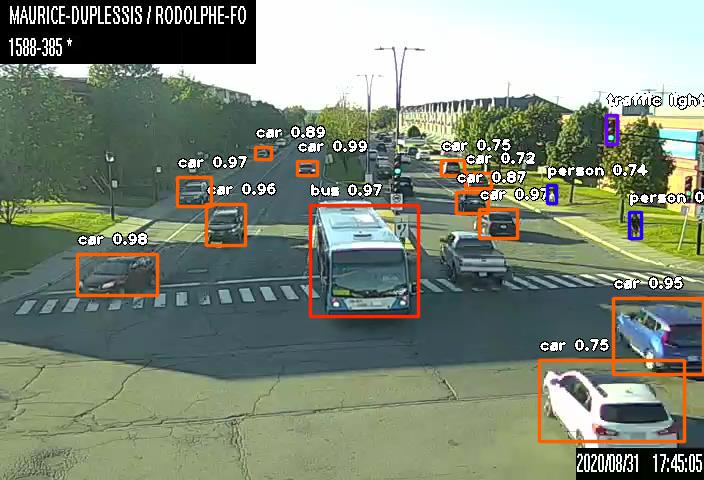 MAURICE-DUPLESSIS / RODOLPHE-FO
1588-385 *
traffic light
car 0.89
car 0.99
car 0.75
car 0.72
car 0.97
person 0.74
car 0.87
car 0.96
bus 0.97
car 0.97
person 0
car 0.98
car 0.95
car 0.75
2020/08/31 17:45:05